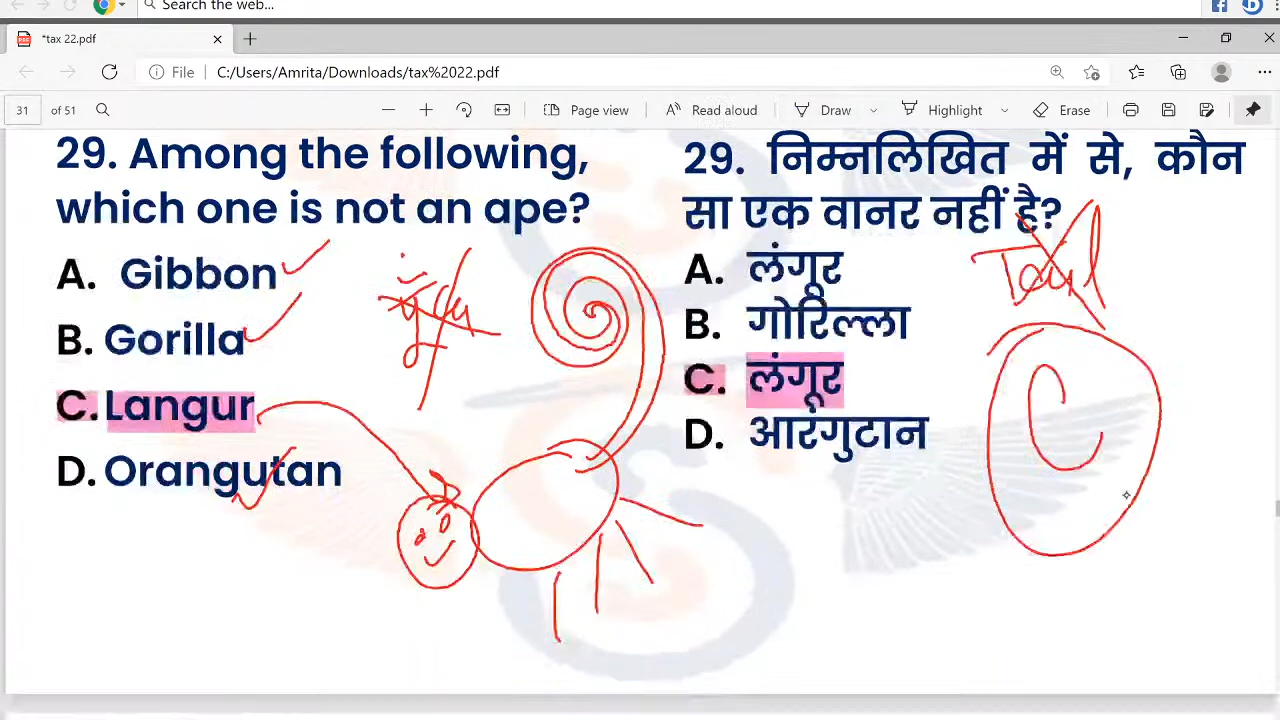 Search the web...
*tax 22.pdf
File C:/Users/Amrita/Downloads/tax%2022.pdf
31 of 51 Page view Read aloud Draw Highlight Erase
29. Among the following,
which one is not an ape?
A. Gibbon
B. Gorilla
C. Langur
D. Orangutan
29. निम्नलिखित में से, कौन
सा एक वानर नहीं है?
A. लंगूर
B. गोरिल्ला
C. लंगूर
D. आरंगुटान
Tail
C